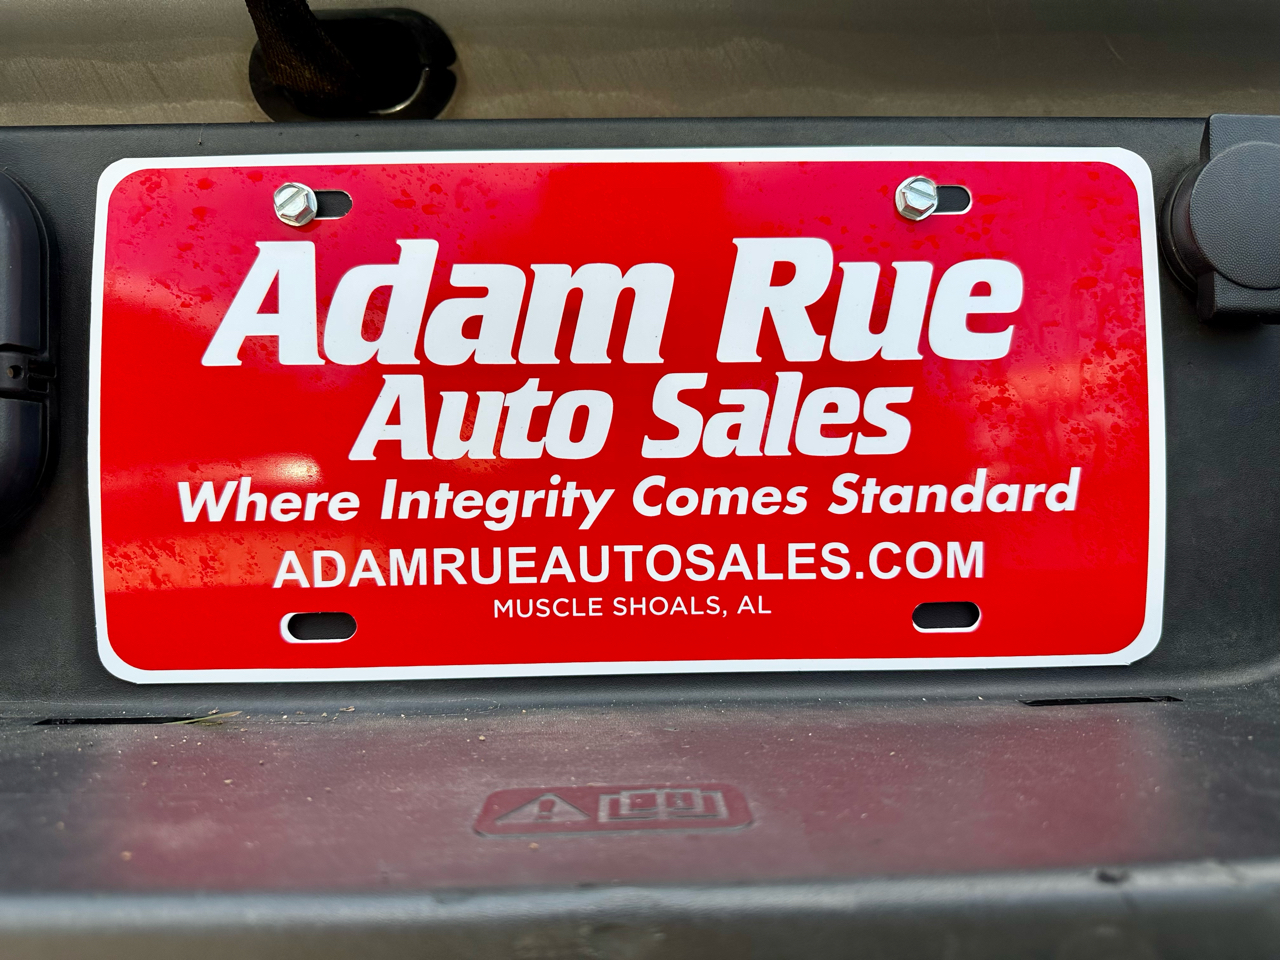 Adam Rue
Auto Sales
Where Integrity Comes Standard
ADAMRUEAUTOSALES.COM
MUSCLE SHOALS, AL